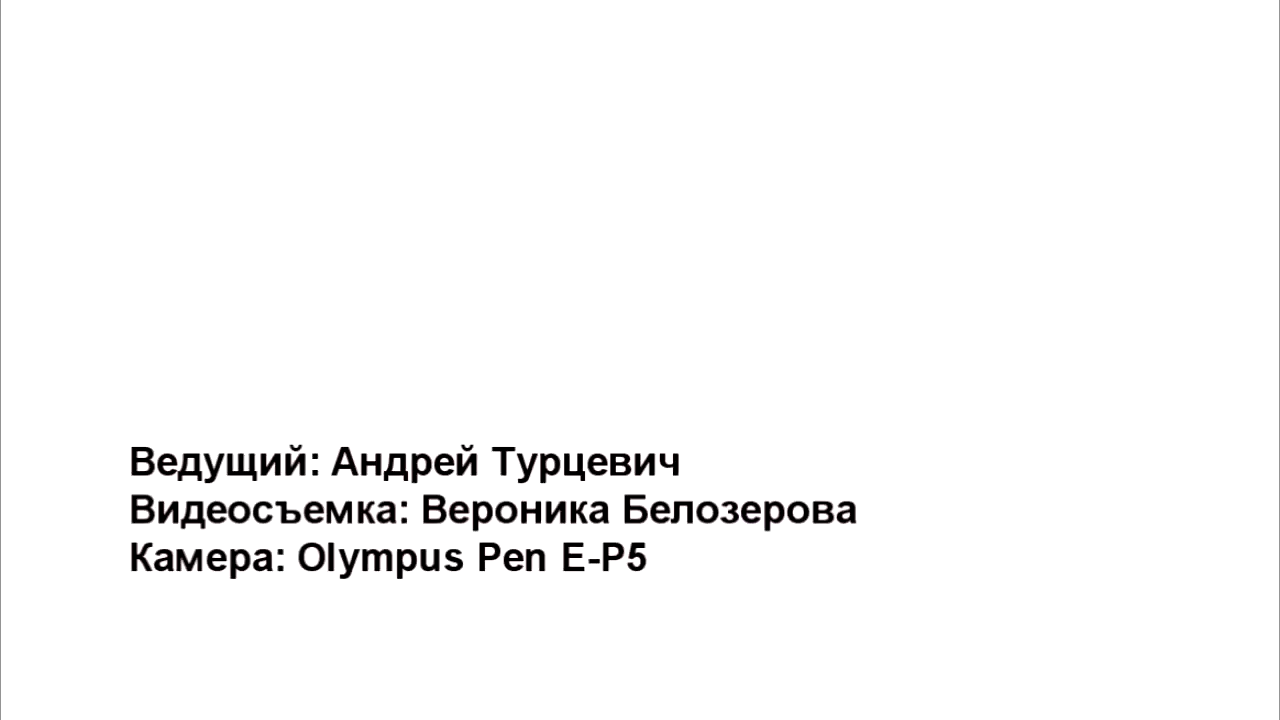 Ведущий: Андрей Турцевич
Видеосъемка: Вероника Белозерова
Камера: Olympus Pen E-P5